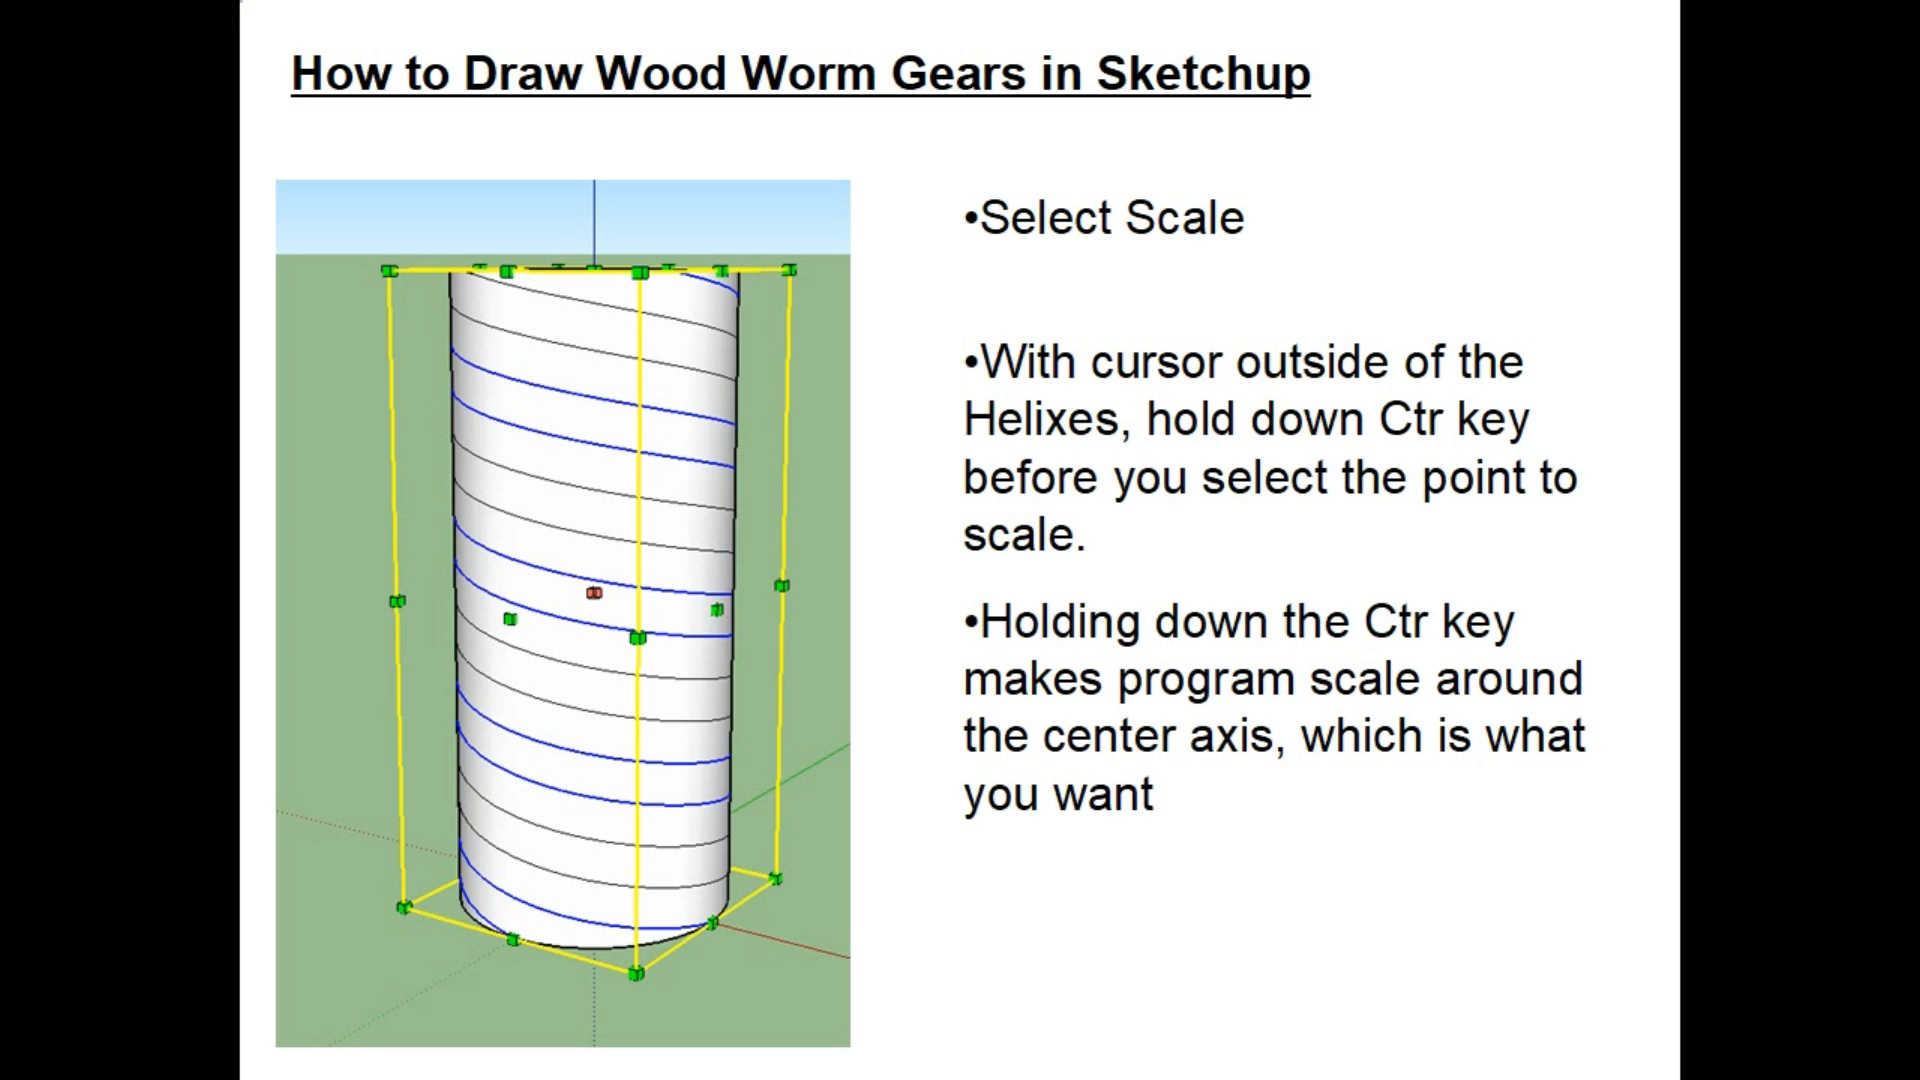 How to Draw Wood Worm Gears in Sketchup
•Select Scale
•With cursor outside of the
Helixes, hold down Ctr key
before you select the point to
scale.
•Holding down the Ctr key
makes program scale around
the center axis, which is what
you want